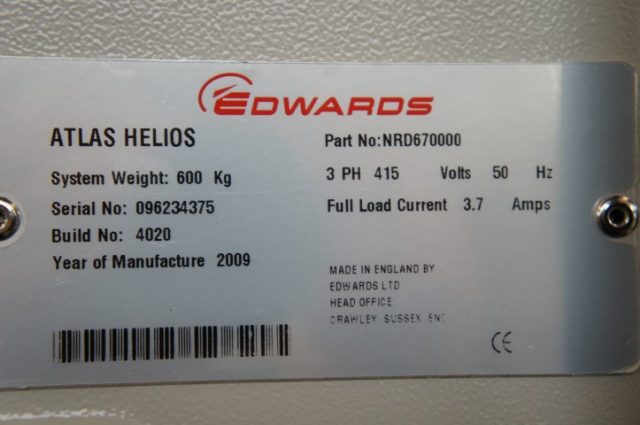 EDWARDS
ATLAS HELIOS
System Weight: 600 Kg
Serial No: 096234375
Build No: 4020
Year of Manufacture 2009
Part No:NRD670000
3 PH 415 Volts 50 Hz
Full Load Current 3.7 Amps
MADE IN ENGLAND BY
EDWARDS LTD
HEAD OFFICE
CRAWLEY SUSSEX ENG
CE